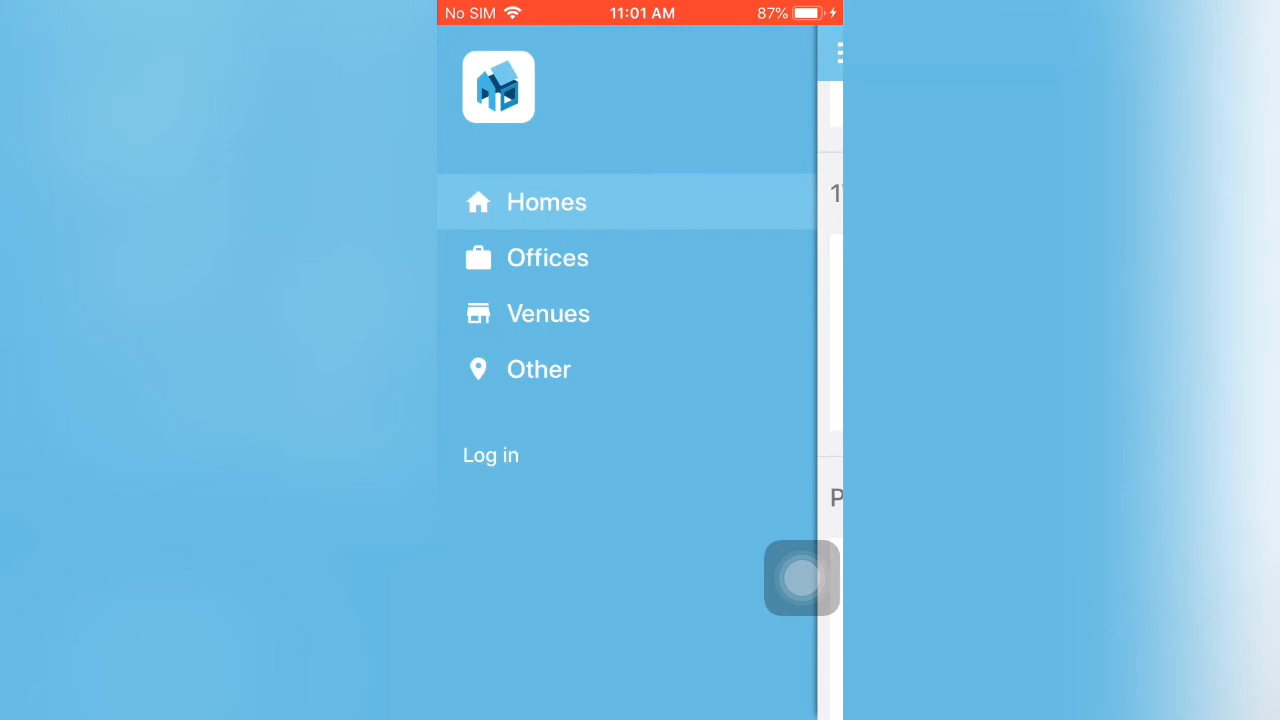 No SIM 11:01 AM 87%
Homes
Offices
Venues
Other
Log in